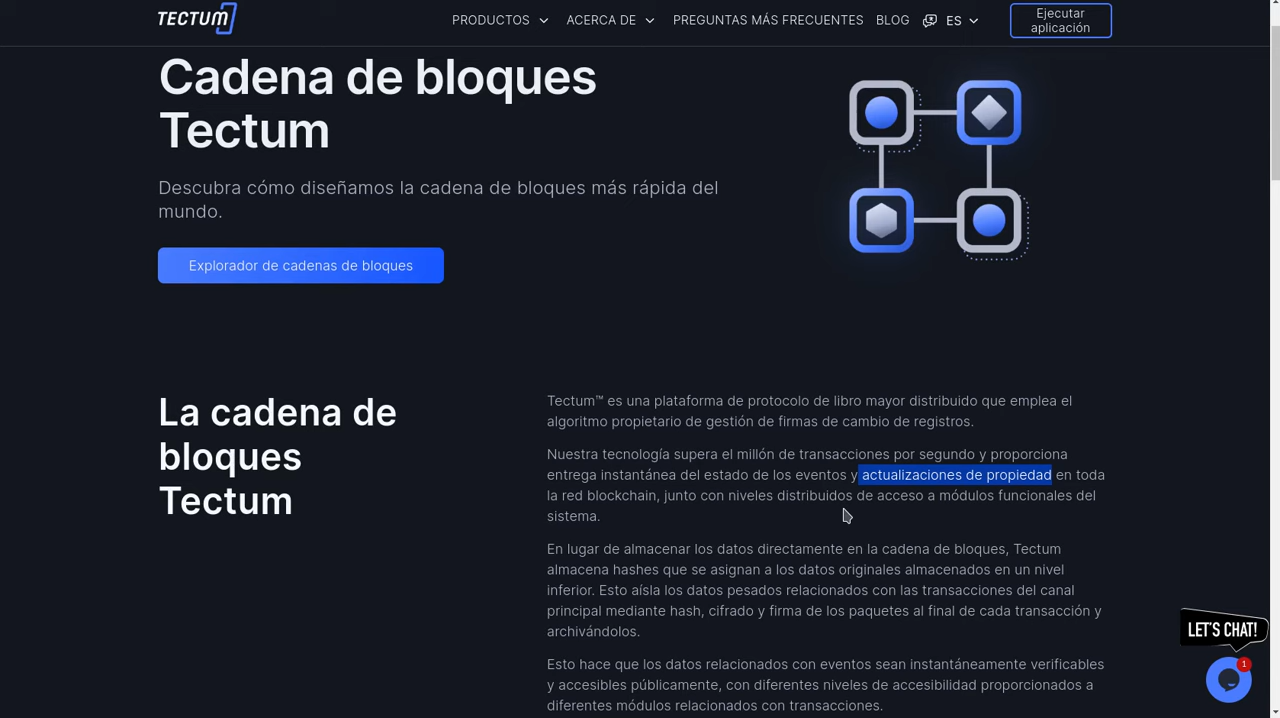 TECTUM
PRODUCTOS
ACERCA DE
PREGUNTAS MÁS FRECUENTES
BLOG
ES
Ejecutar
aplicación
Cadena de bloques
Tectum
Descubra cómo diseñamos la cadena de bloques más rápida del
mundo.
Explorador de cadenas de bloques
La cadena de
bloques
Tectum
Tectum™ es una plataforma de protocolo de libro mayor distribuido que emplea el
algoritmo propietario de gestión de firmas de cambio de registros.
Nuestra tecnología supera el millón de transacciones por segundo y proporciona
entrega instantánea del estado de los eventos y actualizaciones de propiedad en toda
la red blockchain, junto con niveles distribuidos de acceso a módulos funcionales del
sistema.
En lugar de almacenar los datos directamente en la cadena de bloques, Tectum
almacena hashes que se asignan a los datos originales almacenados en un nivel
inferior. Esto aísla los datos pesados relacionados con las transacciones del canal
principal mediante hash, cifrado y firma de los paquetes al final de cada transacción y
archivándolos.
Esto hace que los datos relacionados con eventos sean instantáneamente verificables
y accesibles públicamente, con diferentes niveles de accesibilidad proporcionados a
diferentes módulos relacionados con transacciones.
LET'S CHAT!
1